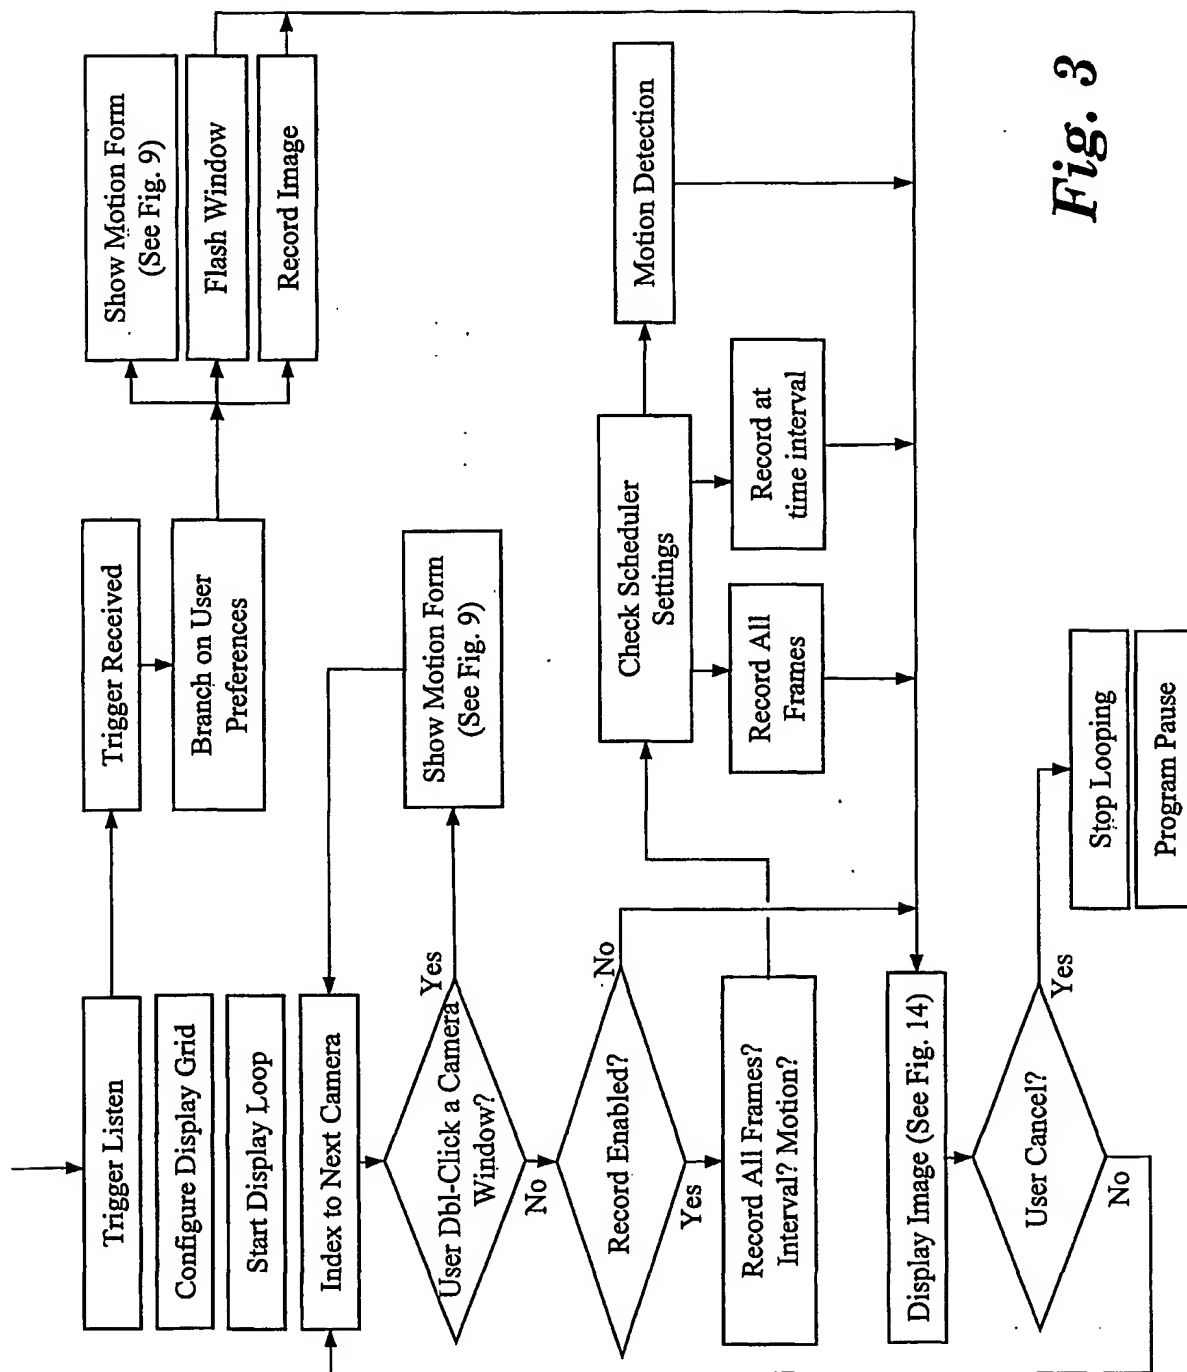 Trigger Listen
Configure Display Grid
Start Display Loop
Index to Next Camera
User Dbl-Click a Camera
Window?
Yes
No
Record Enabled?
No
Yes
Record All Frames?
Interval? Motion?
Display Image (See Fig. 14)
User Cancel?
Yes
No
Trigger Received
Branch on User
Preferences
Show Motion Form
(See Fig. 9)
Flash Window
Record Image
Show Motion Form
(See Fig. 9)
Check Scheduler
Settings
Motion Detection
Record All
Frames
Record at
time interval
Stop Looping
Program Pause
Fig. 3